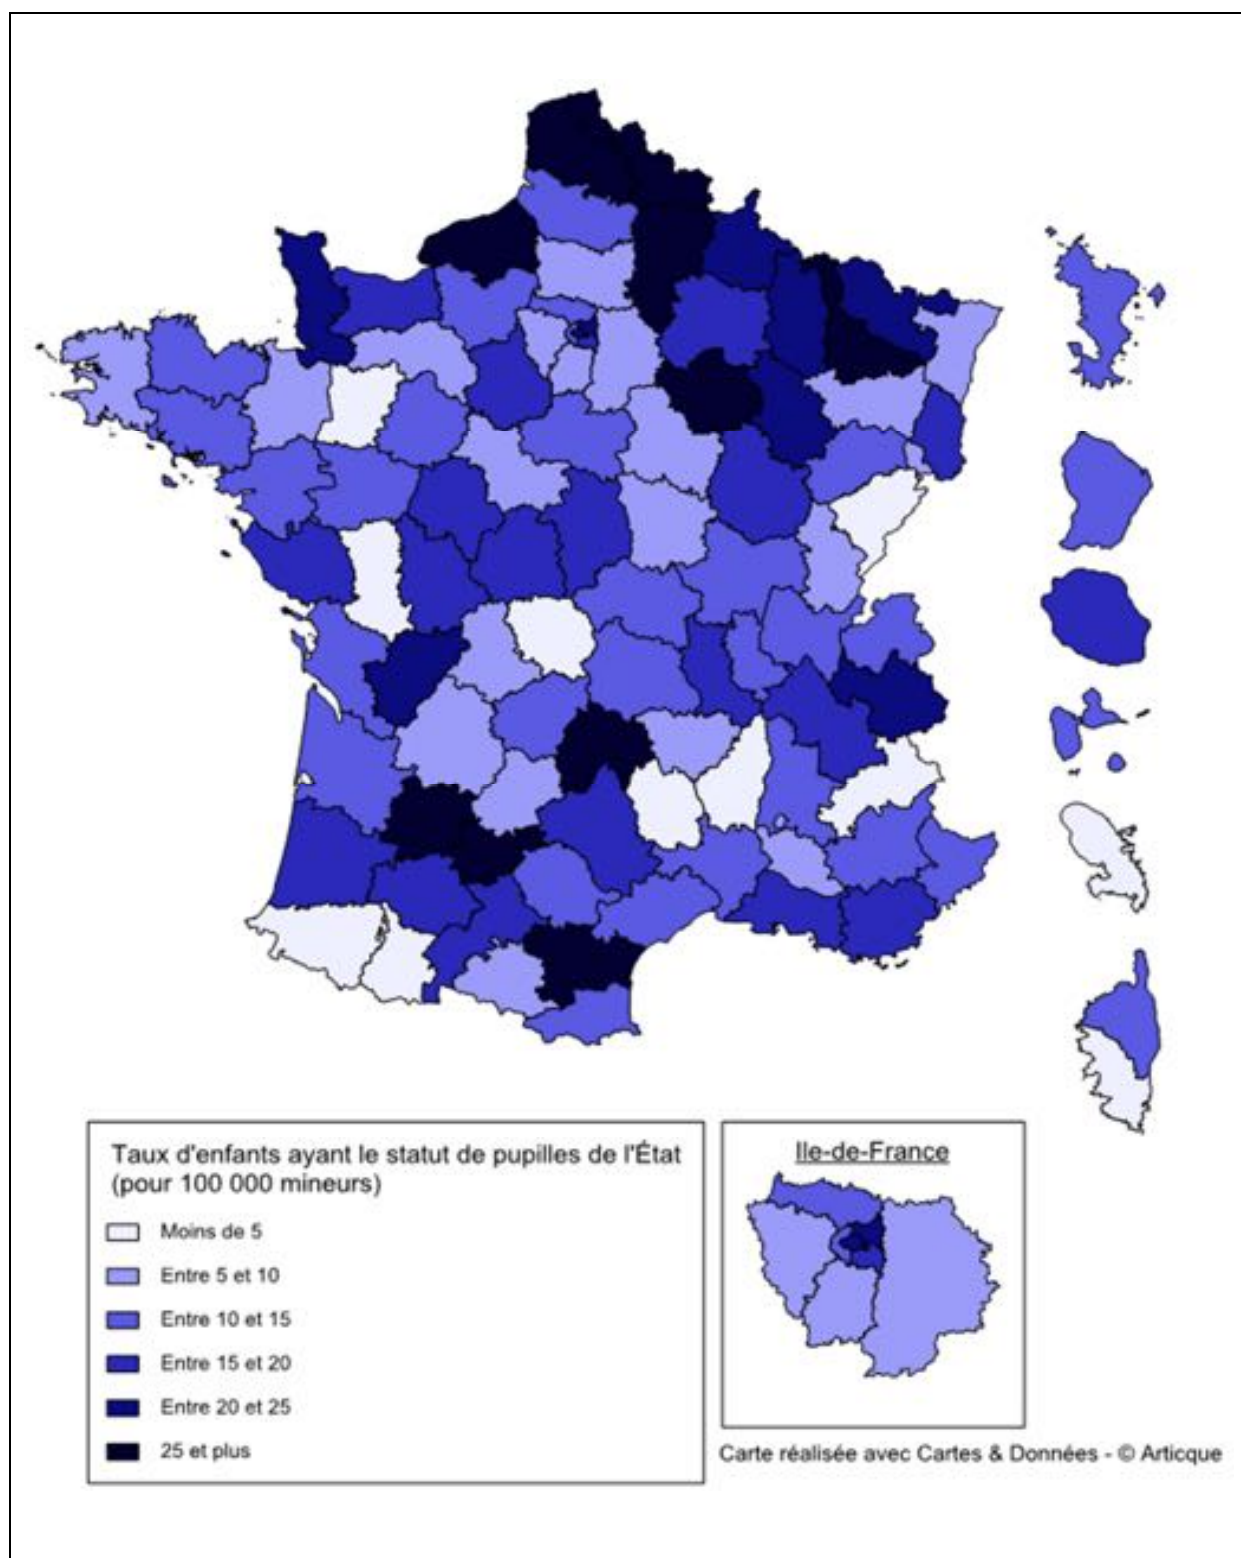 Taux d'enfants ayant le statut de pupilles de l'État
(pour 100 000 mineurs)
Moins de 5
Entre 5 et 10
Entre 10 et 15
Entre 15 et 20
Entre 20 et 25
25 et plus
Ile-de-France
Carte réalisée avec Cartes & Données - © Articque